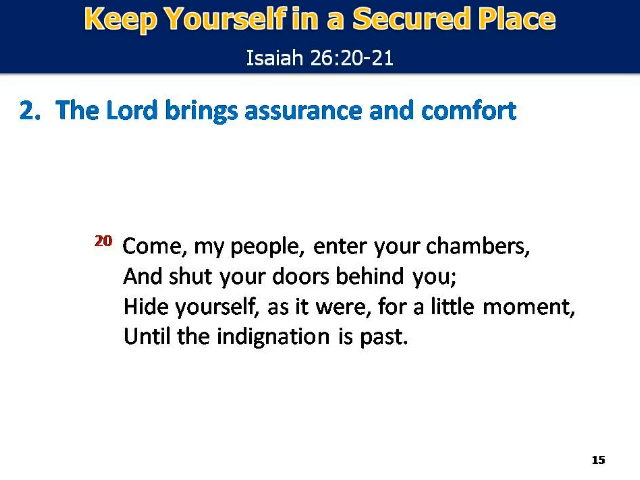 Keep Yourself in a Secured Place
Isaiah 26:20-21
2. The Lord brings assurance and comfort
20 Come, my people, enter your chambers,
And shut your doors behind you;
Hide yourself, as it were, for a little moment,
Until the indignation is past.
15